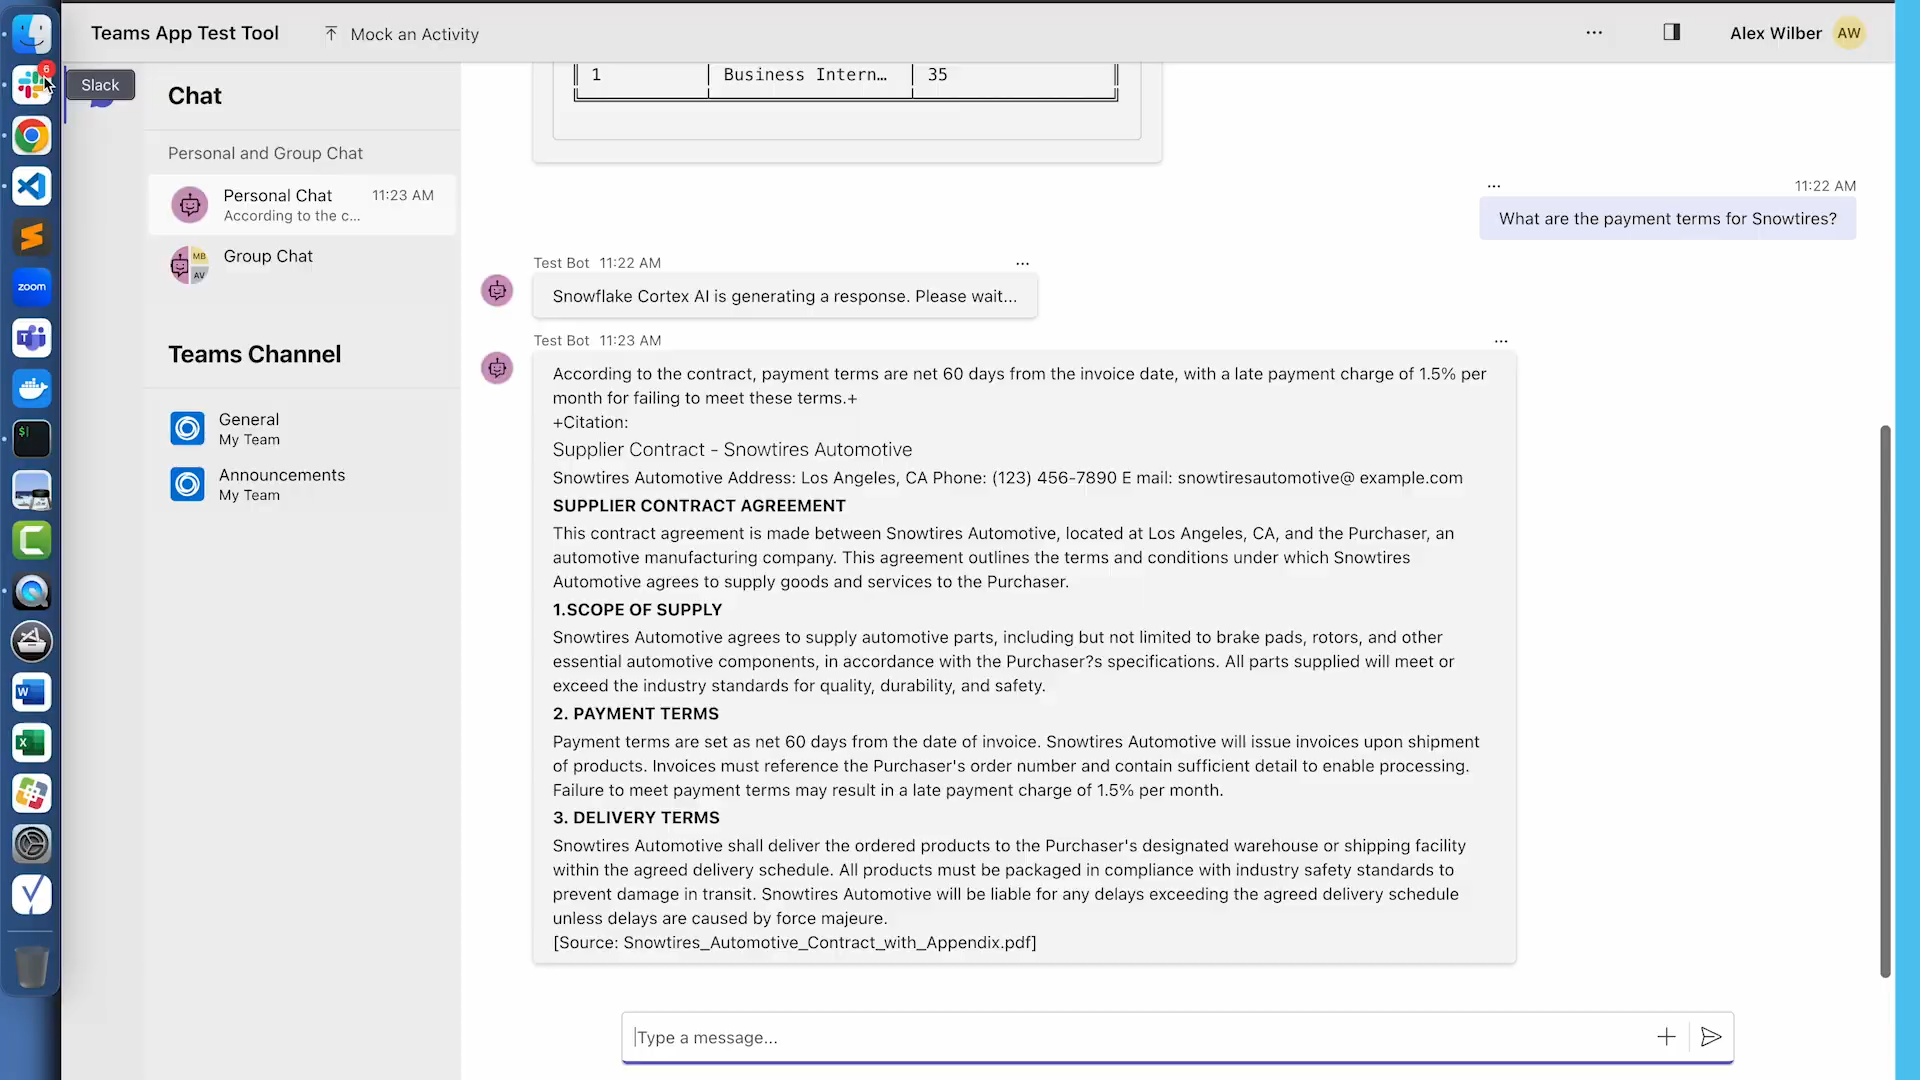 Teams App Test Tool
Mock an Activity
...
Alex Wilber
AW
6
Slack
zoom
Chat
Personal and Group Chat
Personal Chat 11:23 AM
According to the c...
MB
AV
Group Chat
Teams Channel
General
My Team
Announcements
My Team
1 Business Intern… 35
... 11:22 AM
What are the payment terms for Snowtires?
Test Bot 11:22 AM ...
Snowflake Cortex AI is generating a response. Please wait...
Test Bot 11:23 AM ...
According to the contract, payment terms are net 60 days from the invoice date, with a late payment charge of 1.5% per
month for failing to meet these terms.+
+Citation:
Supplier Contract - Snowtires Automotive
Snowtires Automotive Address: Los Angeles, CA Phone: (123) 456-7890 E mail: snowtiresautomotive@ example.com
SUPPLIER CONTRACT AGREEMENT
This contract agreement is made between Snowtires Automotive, located at Los Angeles, CA, and the Purchaser, an
automotive manufacturing company. This agreement outlines the terms and conditions under which Snowtires
Automotive agrees to supply goods and services to the Purchaser.
1.SCOPE OF SUPPLY
Snowtires Automotive agrees to supply automotive parts, including but not limited to brake pads, rotors, and other
essential automotive components, in accordance with the Purchaser?s specifications. All parts supplied will meet or
exceed the industry standards for quality, durability, and safety.
2. PAYMENT TERMS
Payment terms are set as net 60 days from the date of invoice. Snowtires Automotive will issue invoices upon shipment
of products. Invoices must reference the Purchaser's order number and contain sufficient detail to enable processing.
Failure to meet payment terms may result in a late payment charge of 1.5% per month.
3. DELIVERY TERMS
Snowtires Automotive shall deliver the ordered products to the Purchaser's designated warehouse or shipping facility
within the agreed delivery schedule. All products must be packaged in compliance with industry safety standards to
prevent damage in transit. Snowtires Automotive will be liable for any delays exceeding the agreed delivery schedule
unless delays are caused by force majeure.
[Source: Snowtires_Automotive_Contract_with_Appendix.pdf]
Type a message...